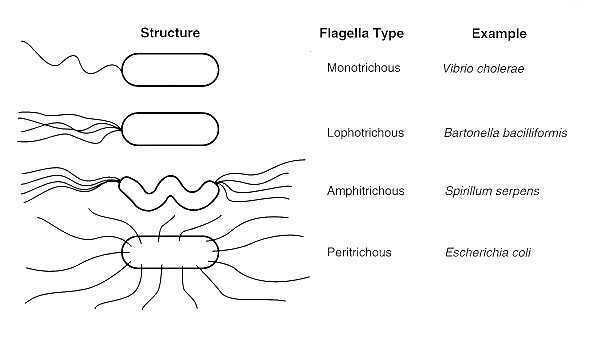 Structure Flagella Type Example
Monotrichous Vibrio cholerae
Lophotrichous Bartonella bacilliformis
Amphitrichous Spirillum serpens
Peritrichous Escherichia coli